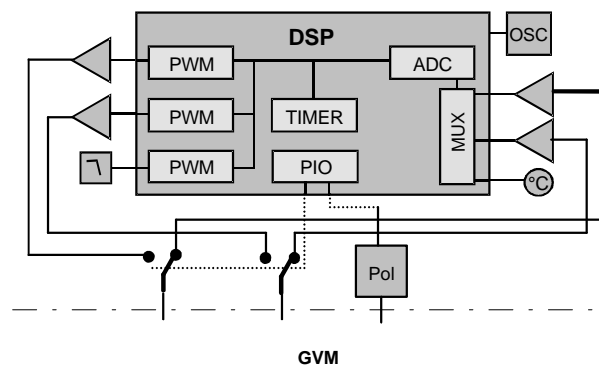 DSP
OSC
PWM
ADC
PWM
TIMER
MUX
PWM
PIO
°C
Pol
GVM